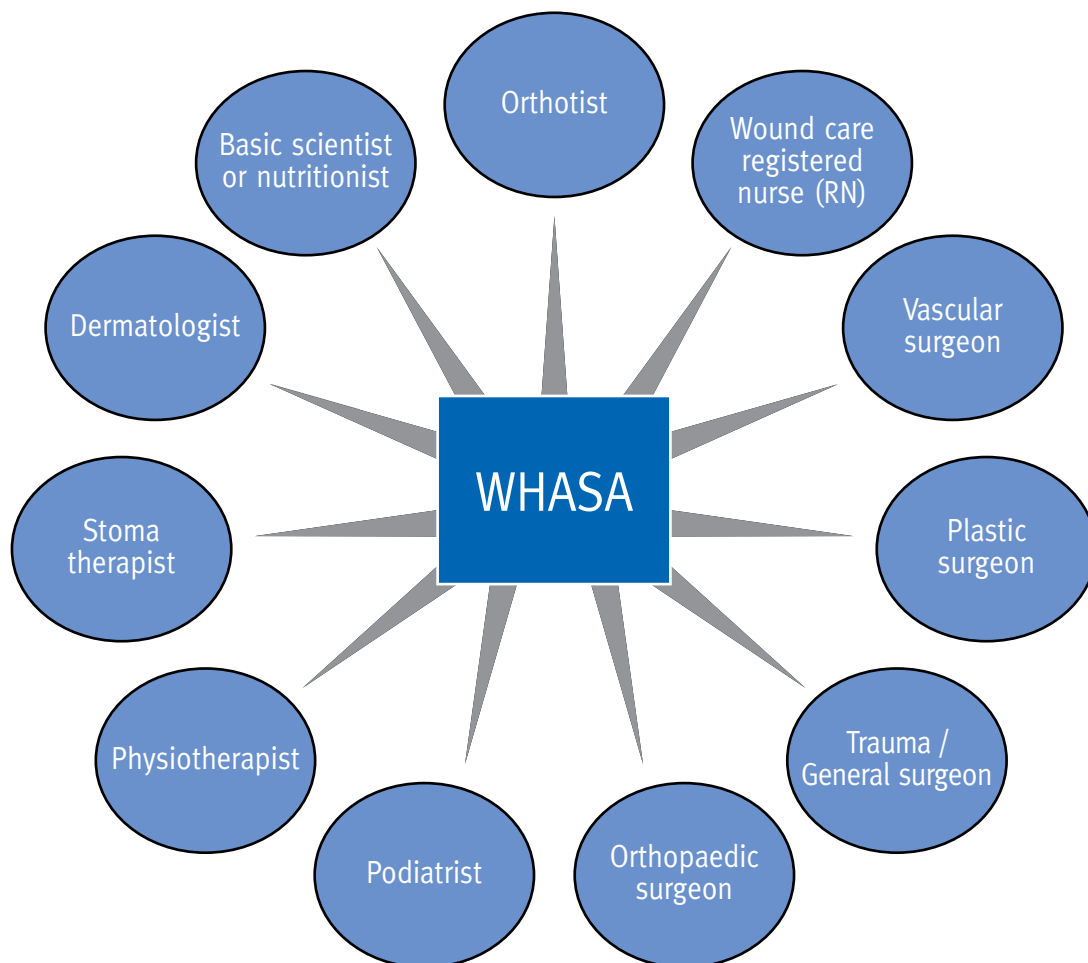 Orthotist
Wound care
registered
nurse (RN)
Vascular
surgeon
Plastic
surgeon
Trauma /
General surgeon
Orthopaedic
surgeon
Podiatrist
Physiotherapist
Stoma
therapist
Dermatologist
Basic scientist
or nutritionist
WHASA